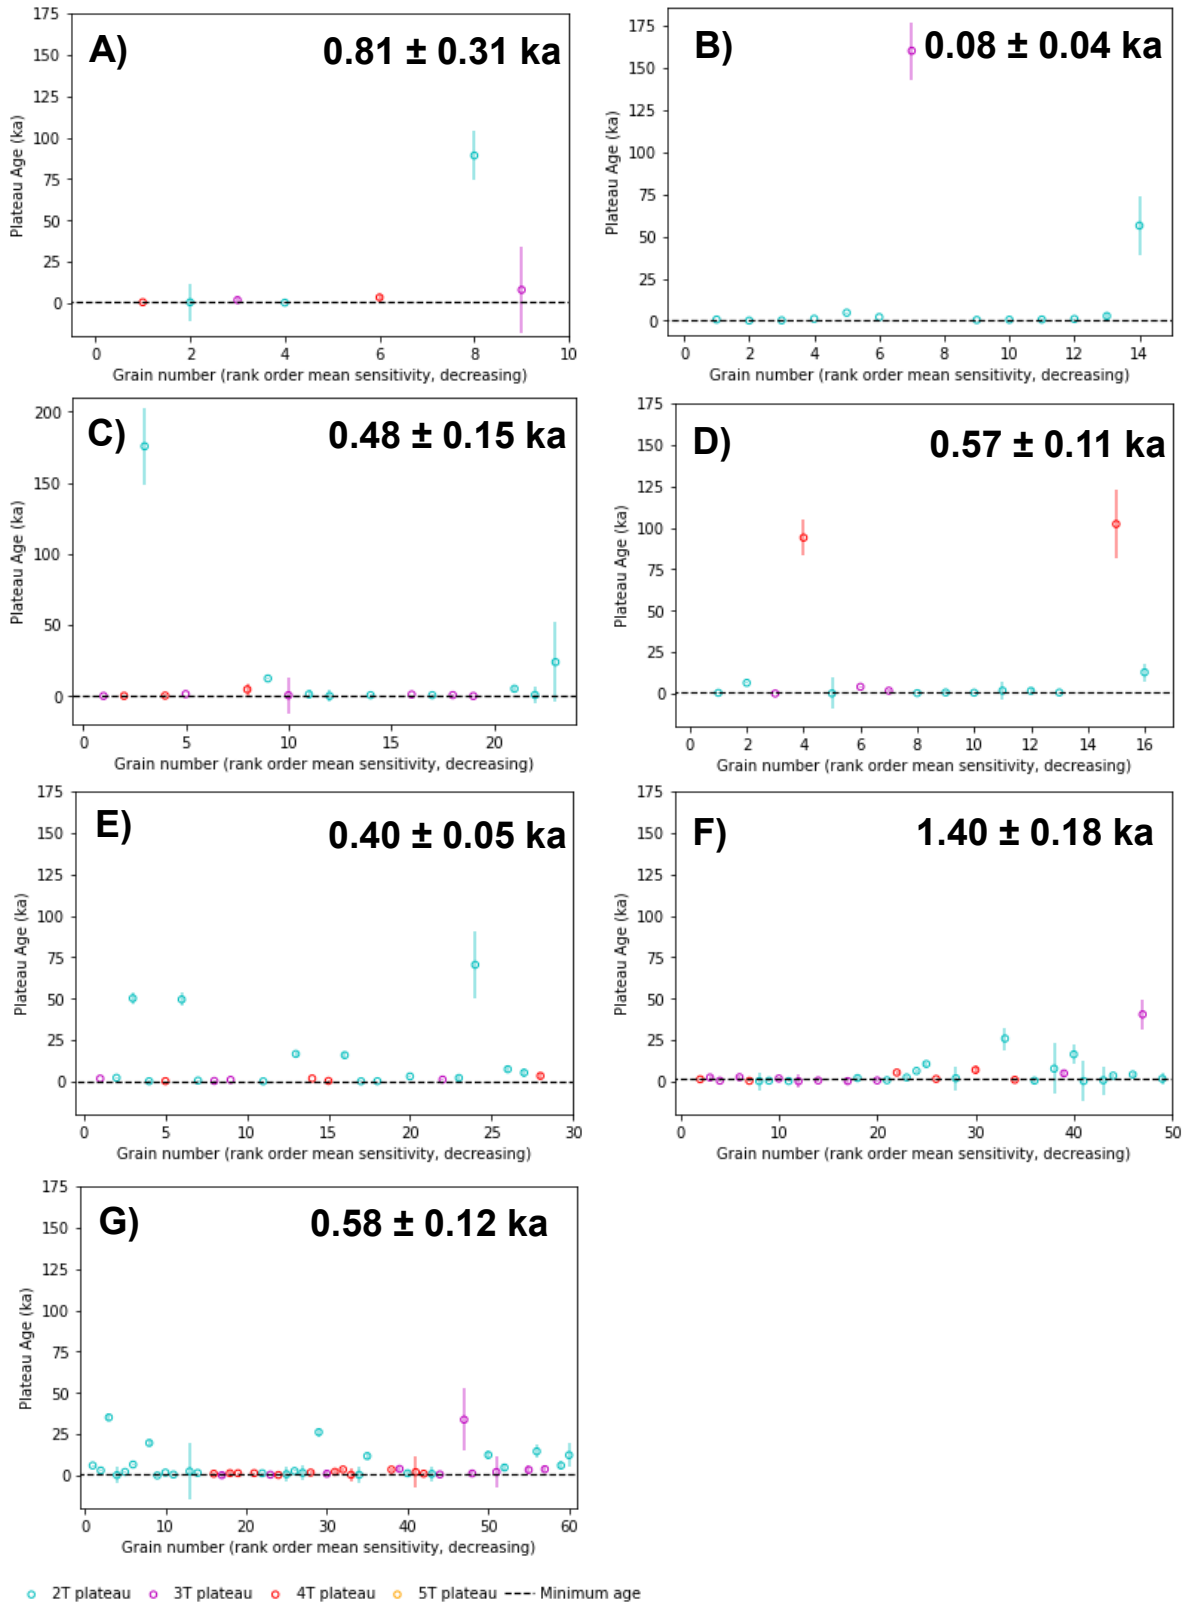 A)
0.81 ± 0.31 ka
175
150
125
100
75
50
25
0
Plateau Age (ka)
0 2 4 6 8 10
Grain number (rank order mean sensitivity, decreasing)
B)
0.08 ± 0.04 ka
175
150
125
100
75
50
25
0
Plateau Age (ka)
0 2 4 6 8 10 12 14
Grain number (rank order mean sensitivity, decreasing)
C)
0.48 ± 0.15 ka
200
150
100
50
0
Plateau Age (ka)
0 5 10 15 20
Grain number (rank order mean sensitivity, decreasing)
D)
0.57 ± 0.11 ka
175
150
125
100
75
50
25
0
Plateau Age (ka)
0 2 4 6 8 10 12 14 16
Grain number (rank order mean sensitivity, decreasing)
E)
0.40 ± 0.05 ka
175
150
125
100
75
50
25
0
Plateau Age (ka)
0 5 10 15 20 25 30
Grain number (rank order mean sensitivity, decreasing)
F)
1.40 ± 0.18 ka
175
150
125
100
75
50
25
0
Plateau Age (ka)
0 10 20 30 40 50
Grain number (rank order mean sensitivity, decreasing)
G)
0.58 ± 0.12 ka
175
150
125
100
75
50
25
0
Plateau Age (ka)
0 10 20 30 40 50 60
Grain number (rank order mean sensitivity, decreasing)
2T plateau 3T plateau 4T plateau 5T plateau Minimum age